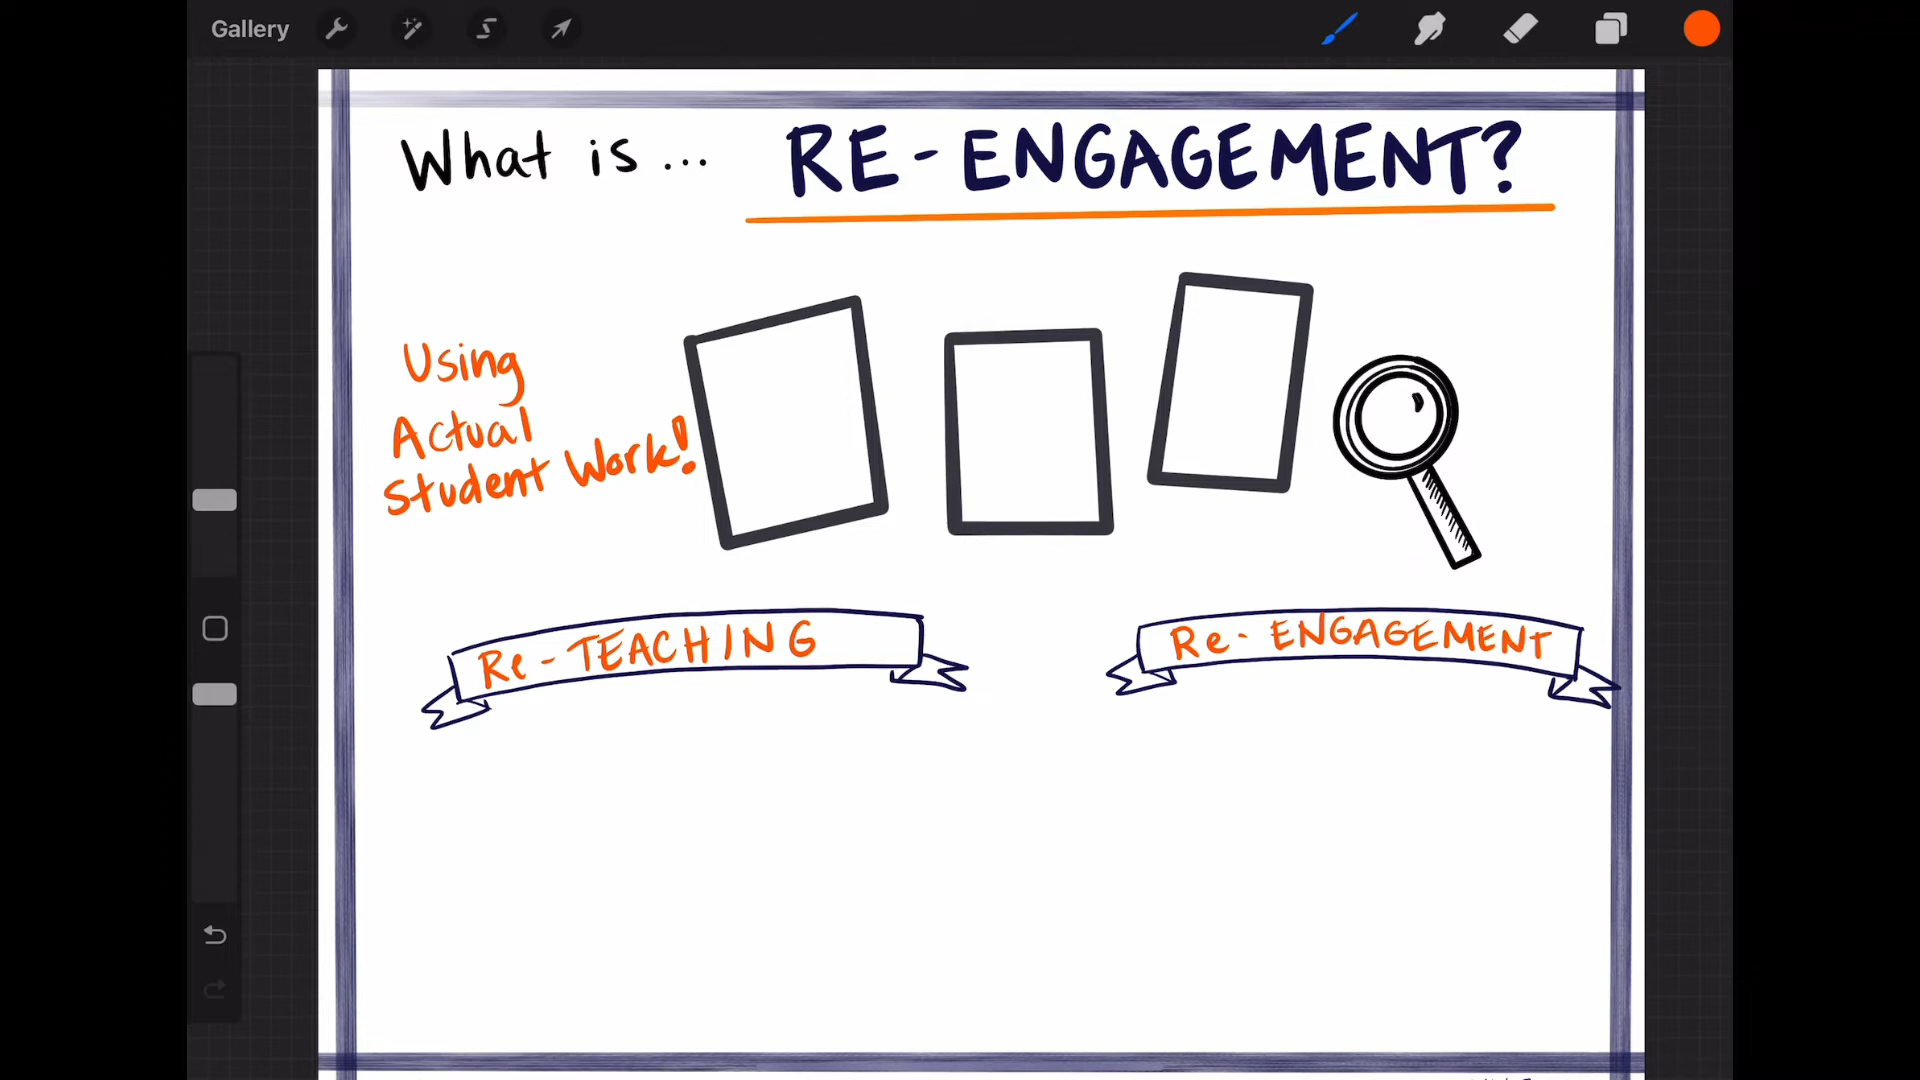 Gallery
What is ... RE-ENGAGEMENT?
Using
Actual
Student Work!
Re-TEACHING
Re-ENGAGEMENT